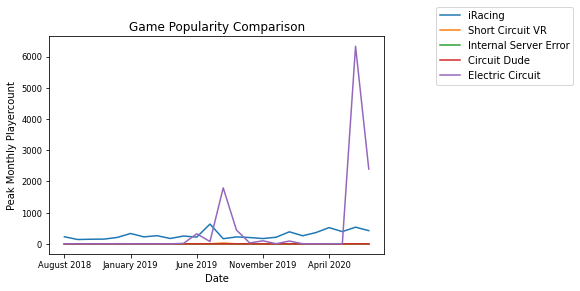 Game Popularity Comparison
iRacing
Short Circuit VR
Internal Server Error
Circuit Dude
Electric Circuit
Peak Monthly Playercount
6000
5000
4000
3000
2000
1000
0
August 2018 January 2019 June 2019 November 2019 April 2020
Date